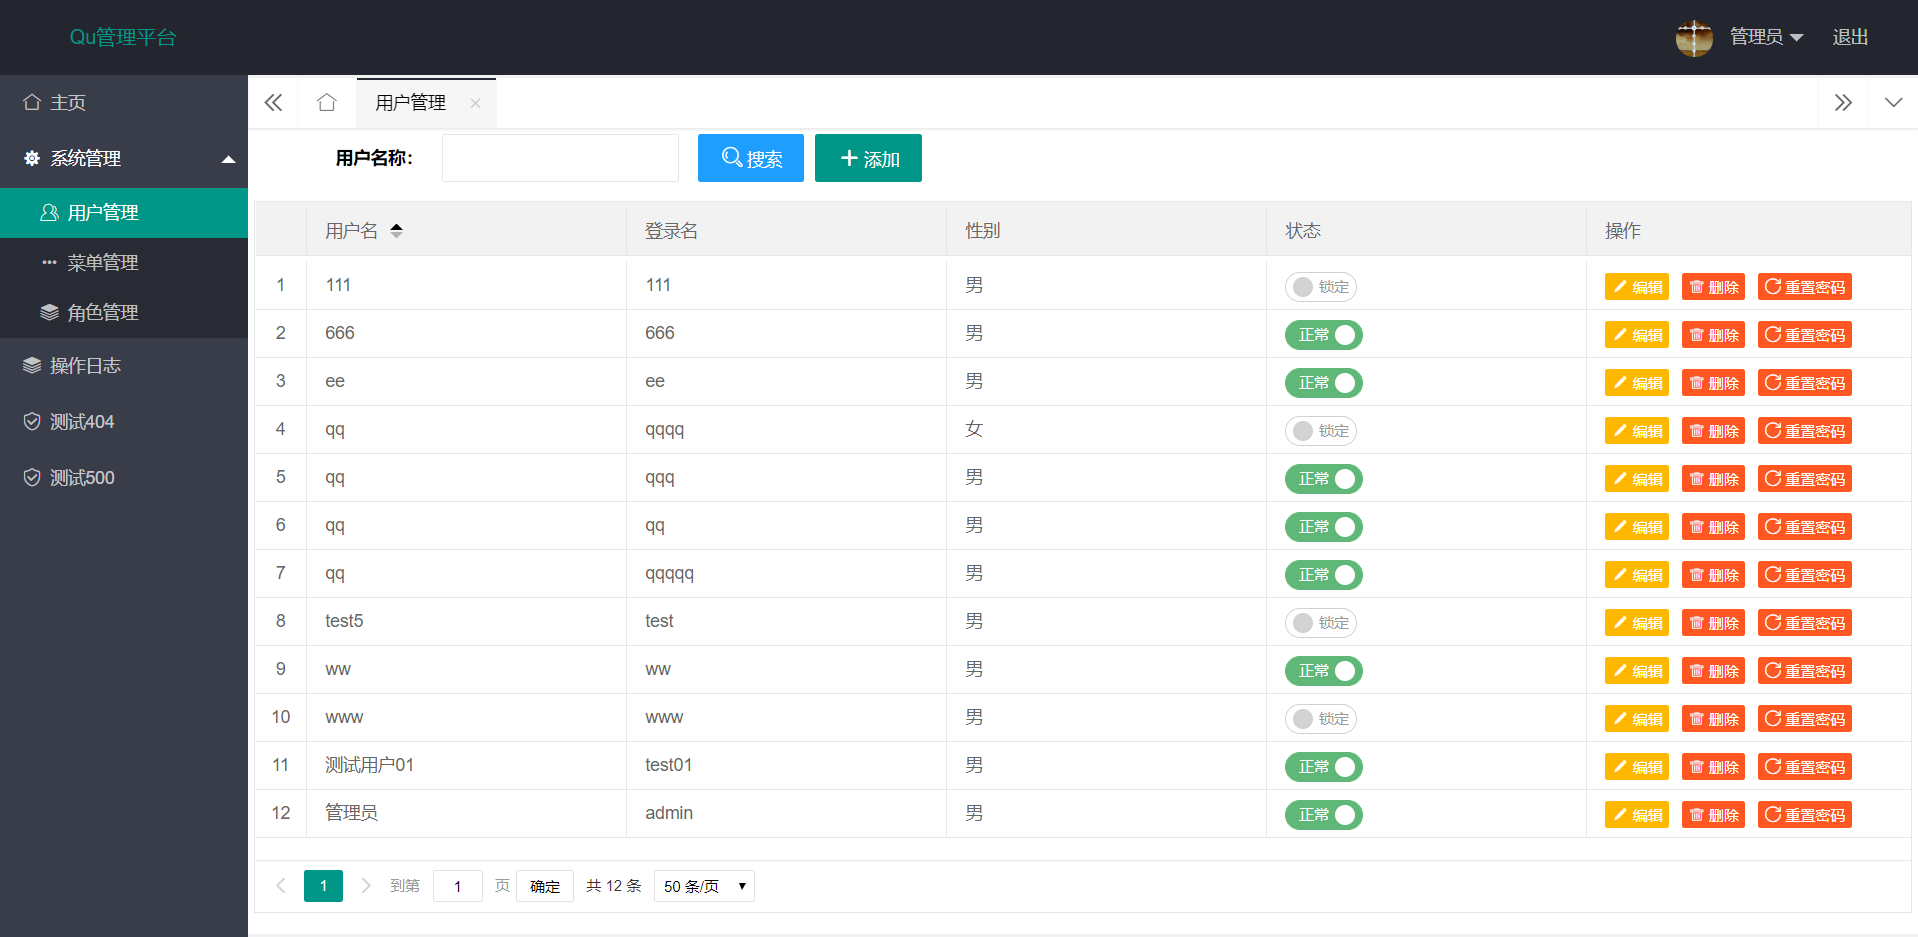 Qu管理平台
管理员 退出
主页
系统管理
用户管理
菜单管理
角色管理
操作日志
测试404
测试500
用户管理
用户名称： 搜索 添加
用户名 登录名 性别 状态 操作
1 111 111 男 锁定 编辑 删除 重置密码
2 666 666 男 正常 编辑 删除 重置密码
3 ee ee 男 正常 编辑 删除 重置密码
4 qq qqqq 女 锁定 编辑 删除 重置密码
5 qq qqq 男 正常 编辑 删除 重置密码
6 qq qq 男 正常 编辑 删除 重置密码
7 qq qqqqq 男 正常 编辑 删除 重置密码
8 test5 test 男 锁定 编辑 删除 重置密码
9 ww ww 男 正常 编辑 删除 重置密码
10 www www 男 锁定 编辑 删除 重置密码
11 测试用户01 test01 男 正常 编辑 删除 重置密码
12 管理员 admin 男 正常 编辑 删除 重置密码
1 到第 1 页 确定 共 12 条 50 条/页